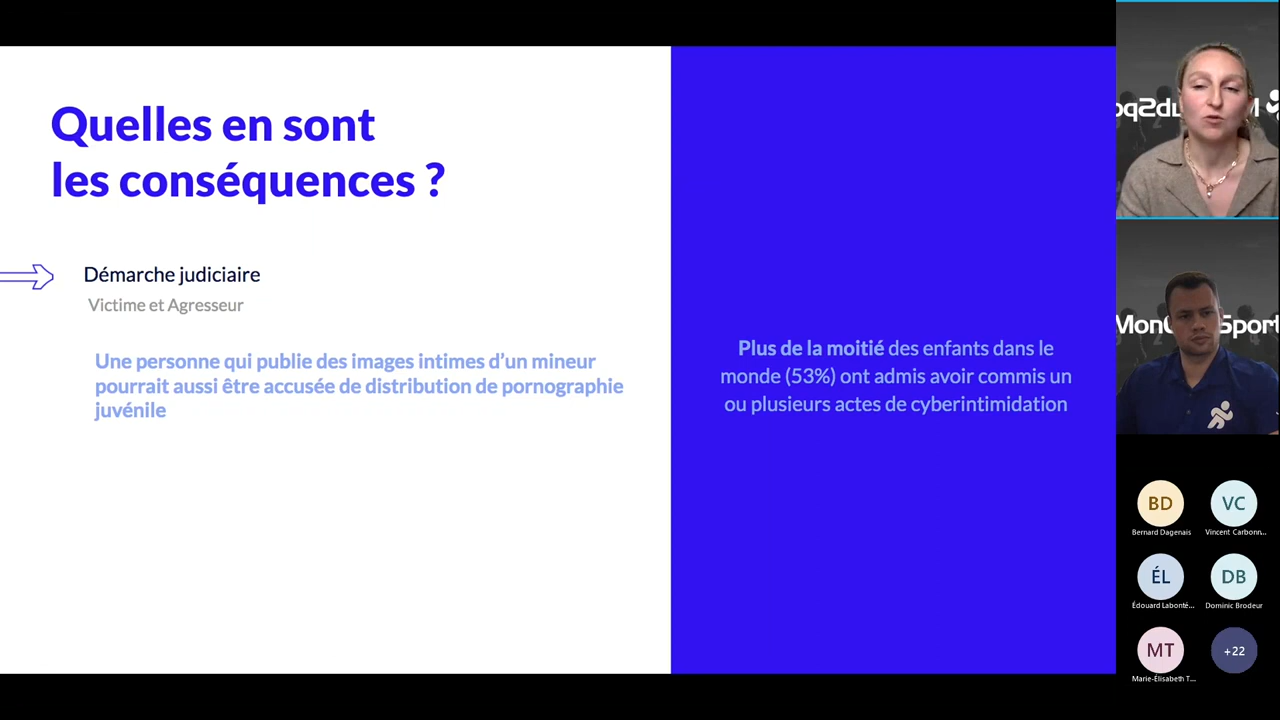 Quelles en sont
les conséquences ?
Démarche judiciaire
Victime et Agresseur
Une personne qui publie des images intimes d’un mineur
pourrait aussi être accusée de distribution de pornographie
juvénile
Plus de la moitié des enfants dans le
monde (53%) ont admis avoir commis un
ou plusieurs actes de cyberintimidation
MonC Sport
BD
Bernard Dagenais
VC
Vincent Carbonn...
ÉL
Édouard Labonté...
DB
Dominic Brodeur
MT
Marie-Élisabeth T...
+22